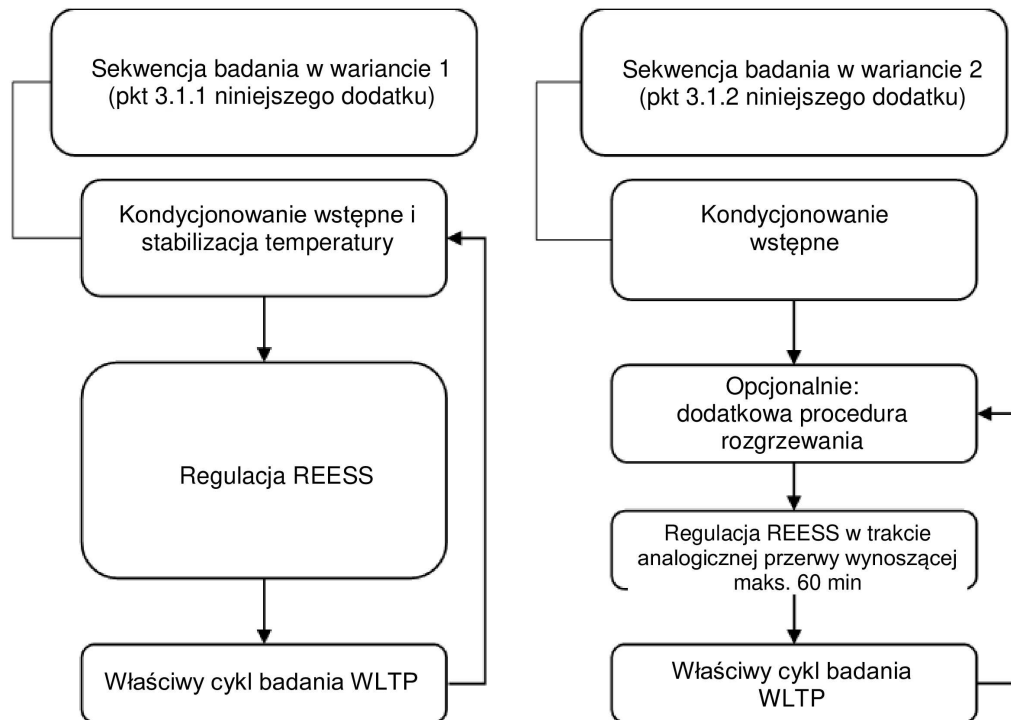 Sekwencja badania w wariancie 1
(pkt 3.1.1 niniejszego dodatku)
Kondycjonowanie wstępne i
stabilizacja temperatury
Regulacja REESS
Właściwy cykl badania WLTP
Sekwencja badania w wariancie 2
(pkt 3.1.2 niniejszego dodatku)
Kondycjonowanie
wstępne
Opcjonalnie:
dodatkowa procedura
rozgrzewania
Regulacja REESS w trakcie
analogicznej przerwy wynoszącej
maks. 60 min
Właściwy cykl badania
WLTP